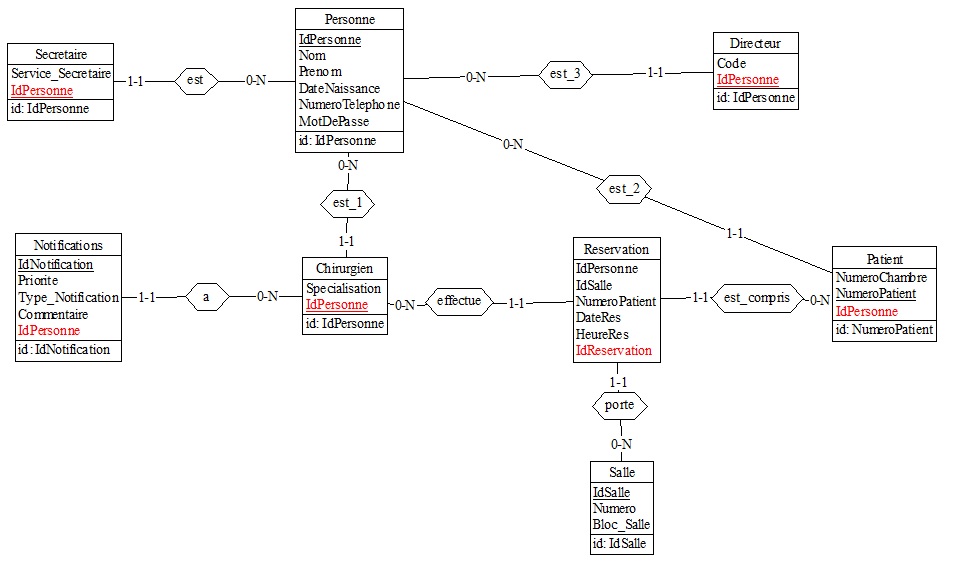 Personne
IdPersonne
Nom
Prenom
DateNaissance
NumeroTelephone
MotDePasse
id: IdPersonne
Secretaire
Service_Secretaire
IdPersonne
id: IdPersonne
1-1
est
0-N
0-N
est_3
1-1
Directeur
Code
IdPersonne
id: IdPersonne
0-N
est_2
1-1
0-N
est_1
1-1
Notifications
IdNotification
Priorite
Type_Notification
Commentaire
IdPersonne
id: IdNotification
1-1
a
0-N
Chirurgien
Specialisation
IdPersonne
id: IdPersonne
0-N
effectue
1-1
Reservation
IdPersonne
IdSalle
NumeroPatient
DateRes
HeureRes
IdReservation
1-1
est_compris
0-N
Patient
NumeroChambre
NumeroPatient
IdPersonne
id: NumeroPatient
1-1
porte
0-N
Salle
IdSalle
Numero
Bloc_Salle
id: IdSalle